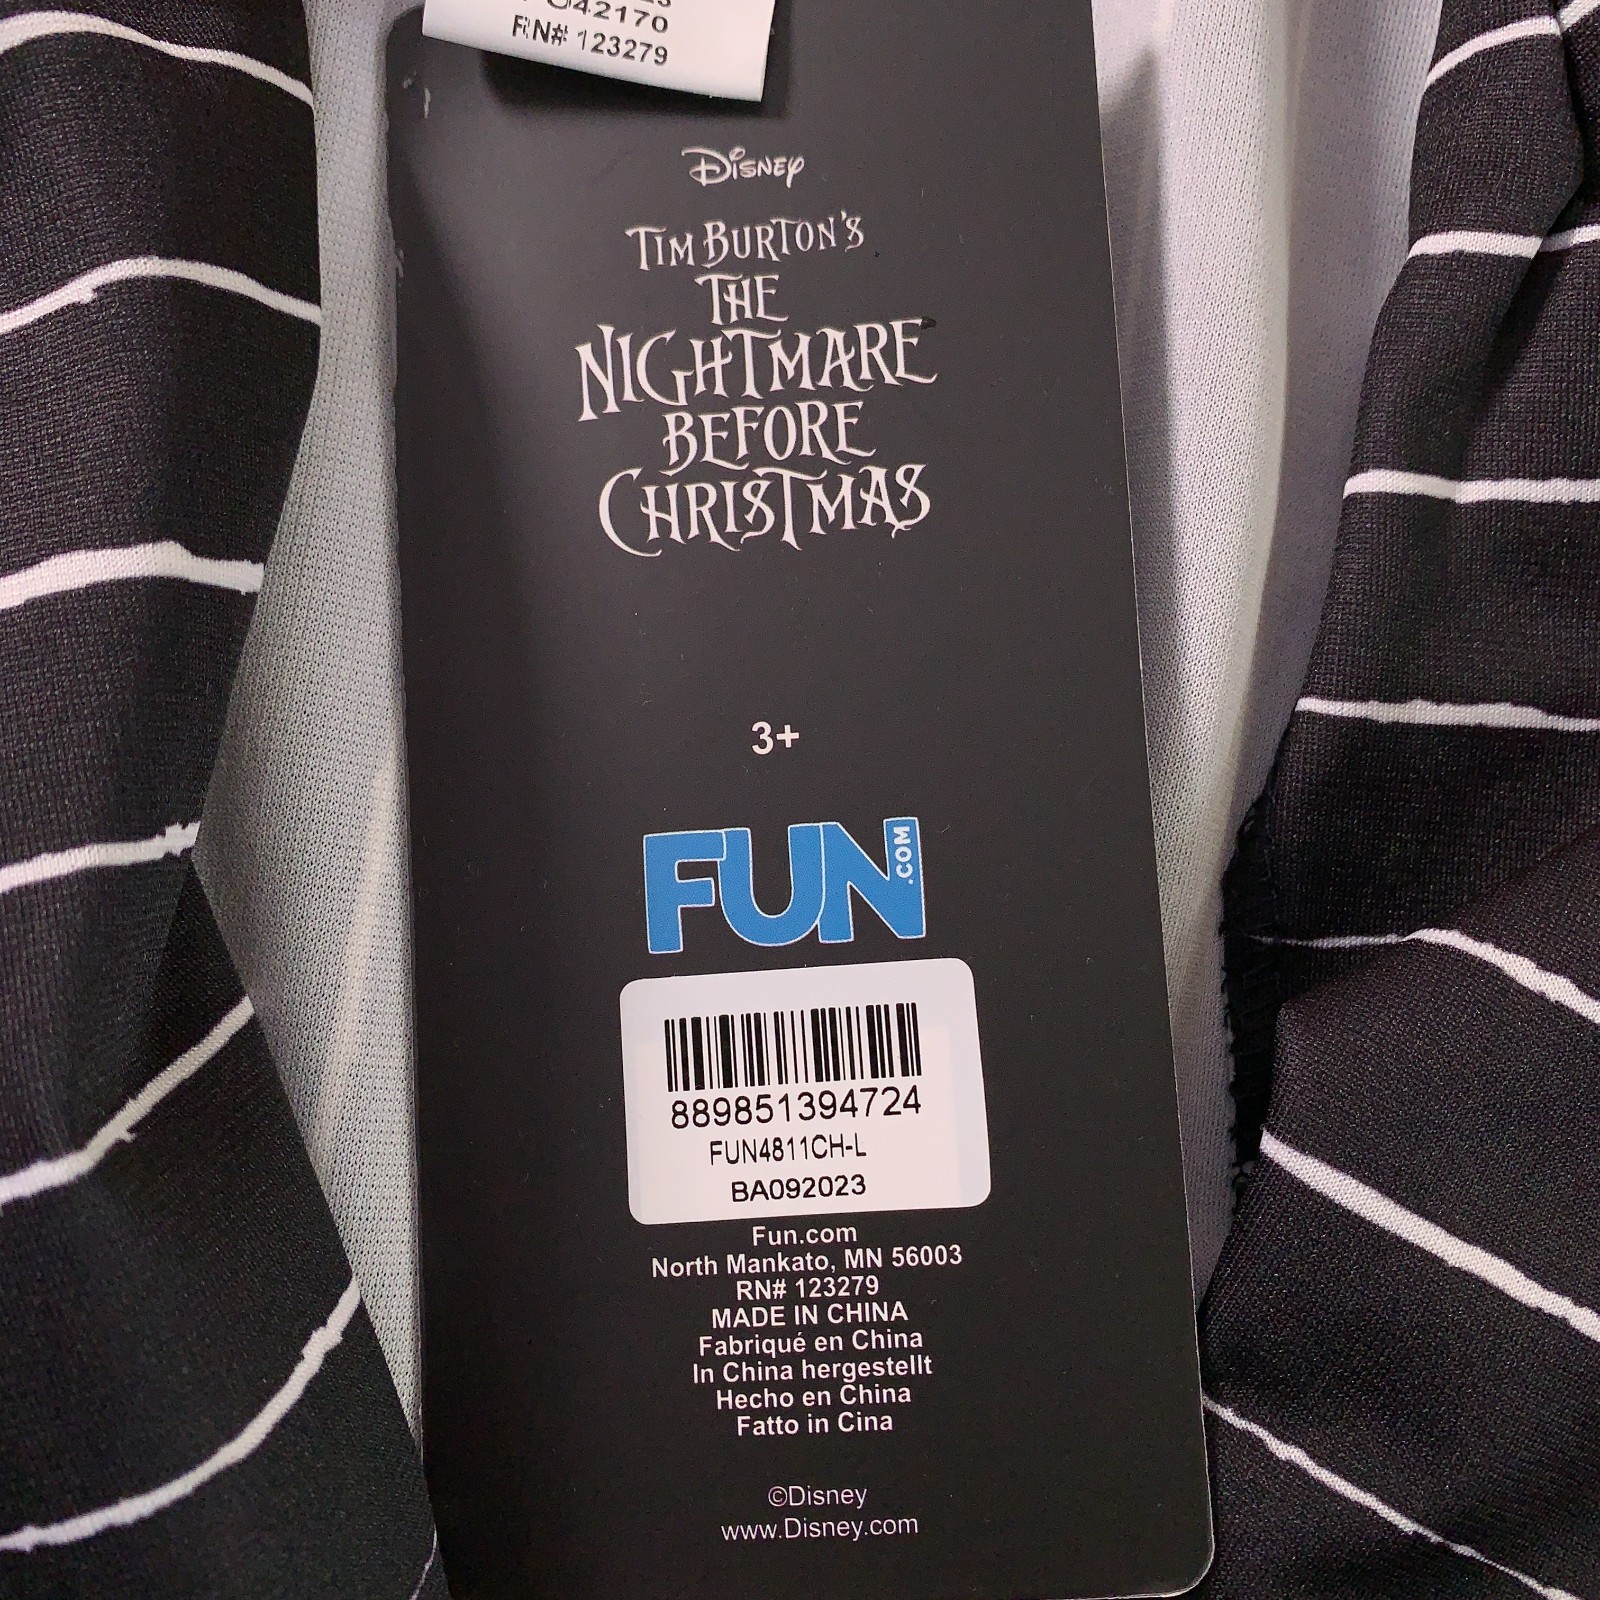 42170
RN# 123279
Disney
TIM BURTON'S
THE
NIGHTMARE
BEFORE
CHRISTMAS
3+
FUN.COM
889851394724
FUN4811CH-L
BA092023
Fun.com
North Mankato, MN 56003
RN# 123279
MADE IN CHINA
Fabriqué en China
In China hergestellt
Hecho en China
Fatto in Cina
©Disney
www.Disney.com